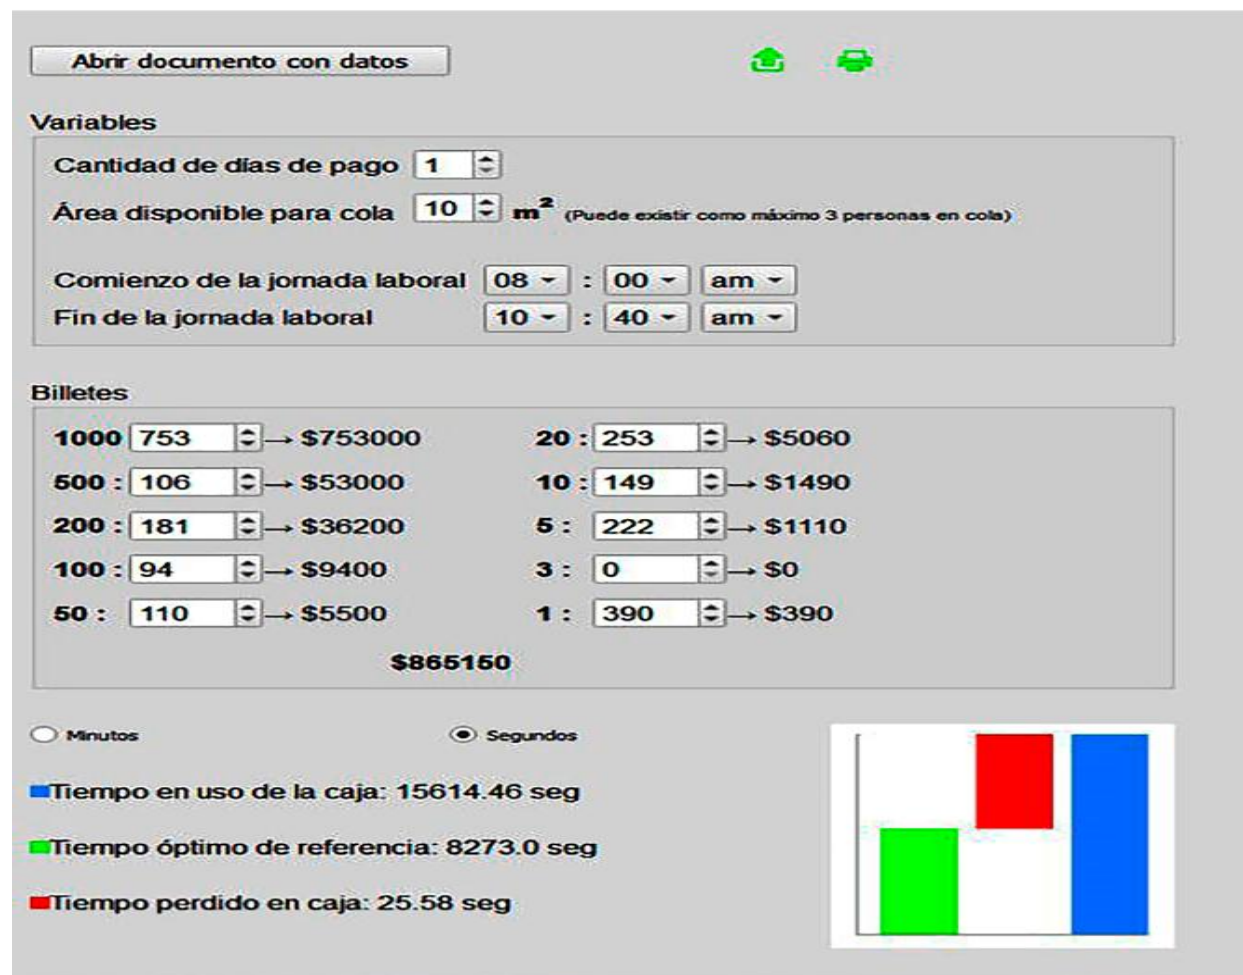 Abrir documento con datos
Variables
Cantidad de días de pago 1
Área disponible para cola 10 m² (Puede existir como máximo 3 personas en cola)
Comienzo de la jornada laboral 08 : 00 am
Fin de la jornada laboral 10 : 40 am
Billetes
1000 753 → $753000 20 : 253 → $5060
500 : 106 → $53000 10 : 149 → $1490
200 : 181 → $36200 5 : 222 → $1110
100 : 94 → $9400 3 : 0 → $0
50 : 110 → $5500 1 : 390 → $390
$865150
Minutos Segundos
Tiempo en uso de la caja: 15614.46 seg
Tiempo óptimo de referencia: 8273.0 seg
Tiempo perdido en caja: 25.58 seg